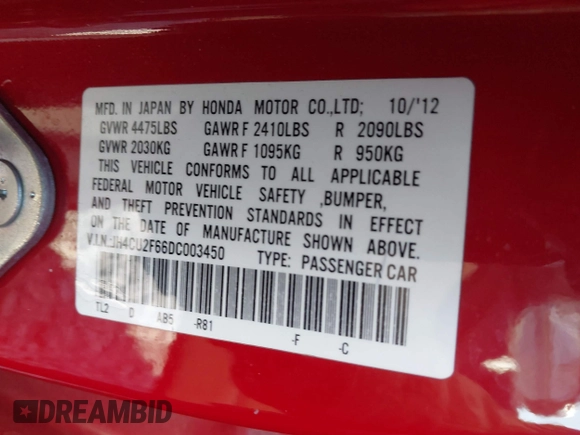 MFD. IN JAPAN BY HONDA MOTOR CO.,LTD; 10/'12
GVWR 4475LBS GAWR F 2410LBS R 2090LBS
GVWR 2030KG GAWR F 1095KG R 950KG
THIS VEHICLE CONFORMS TO ALL APPLICABLE
FEDERAL MOTOR VEHICLE SAFETY ,BUMPER,
AND THEFT PREVENTION STANDARDS IN EFFECT
ON THE DATE OF MANUFACTURE SHOWN ABOVE.
V.I.N:JH4CU2F66DC003450 TYPE: PASSENGER CAR
TL2 D AB5 -R81 -F -C
DREAMBID